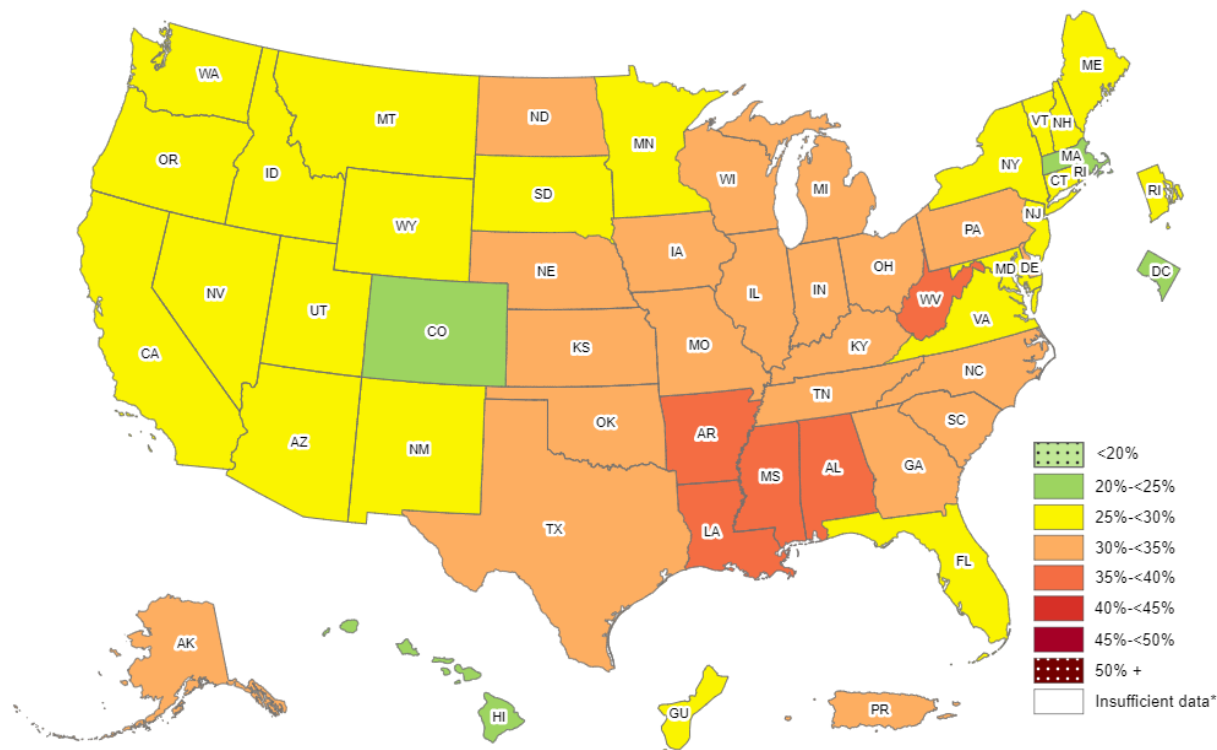 WA
MT
ND
MN
ME
VT
NH
OR
ID
SD
WI
MI
NY
MA
RI
CT
RI
WY
NE
IA
PA
NJ
NV
UT
CO
IL
IN
OH
MD
DE
DC
CA
KS
MO
KY
WV
VA
AZ
NM
OK
AR
TN
NC
SC
TX
LA
MS
AL
GA
FL
AK
HI
GU
PR
<20%
20%-<25%
25%-<30%
30%-<35%
35%-<40%
40%-<45%
45%-<50%
50% +
Insufficient data*